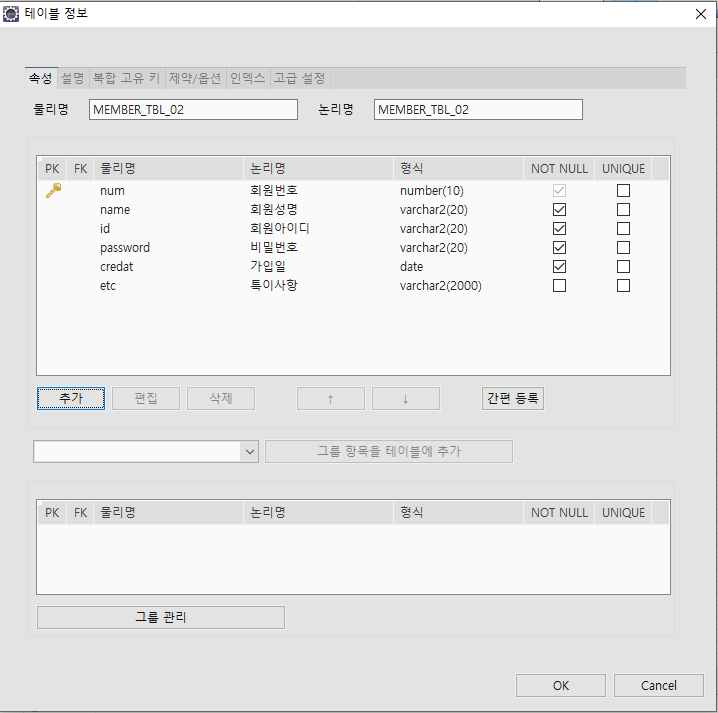 테이블 정보
속성 설명 복합 고유 키 제약/옵션 인덱스 고급 설정
물리명 MEMBER_TBL_02 논리명 MEMBER_TBL_02
PK FK 물리명 논리명 형식 NOT NULL UNIQUE
num 회원번호 number(10)
name 회원성명 varchar2(20)
id 회원아이디 varchar2(20)
password 비밀번호 varchar2(20)
credat 가입일 date
etc 특이사항 varchar2(2000)
추가 편집 삭제 ↑ ↓ 간편 등록
그룹 항목을 테이블에 추가
PK FK 물리명 논리명 형식 NOT NULL UNIQUE
그룹 관리
OK Cancel